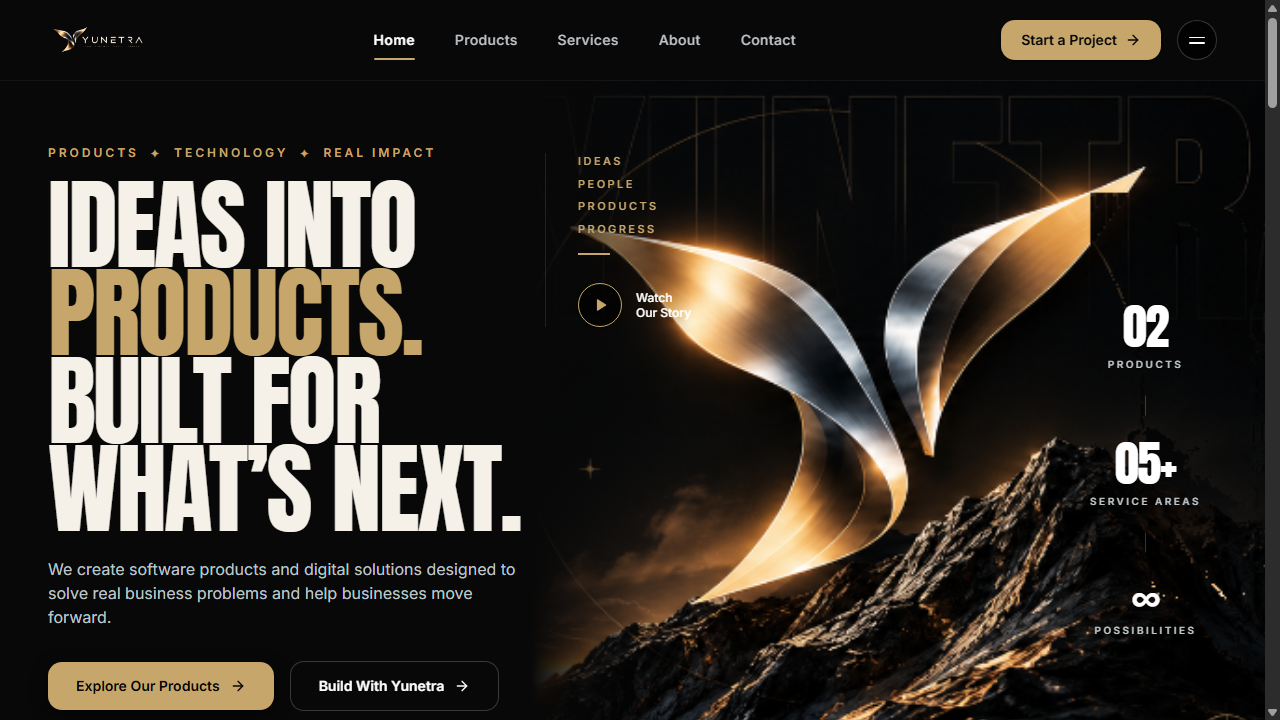 YUNETRA
Home
Products
Services
About
Contact
Start a Project
PRODUCTS ✦ TECHNOLOGY ✦ REAL IMPACT
IDEAS INTO
PRODUCTS.
BUILT FOR
WHAT’S NEXT.
We create software products and digital solutions designed to
solve real business problems and help businesses move
forward.
Explore Our Products
Build With Yunetra
IDEAS
PEOPLE
PRODUCTS
PROGRESS
Watch
Our Story
YUNETR
02
PRODUCTS
05+
SERVICE AREAS
∞
POSSIBILITIES